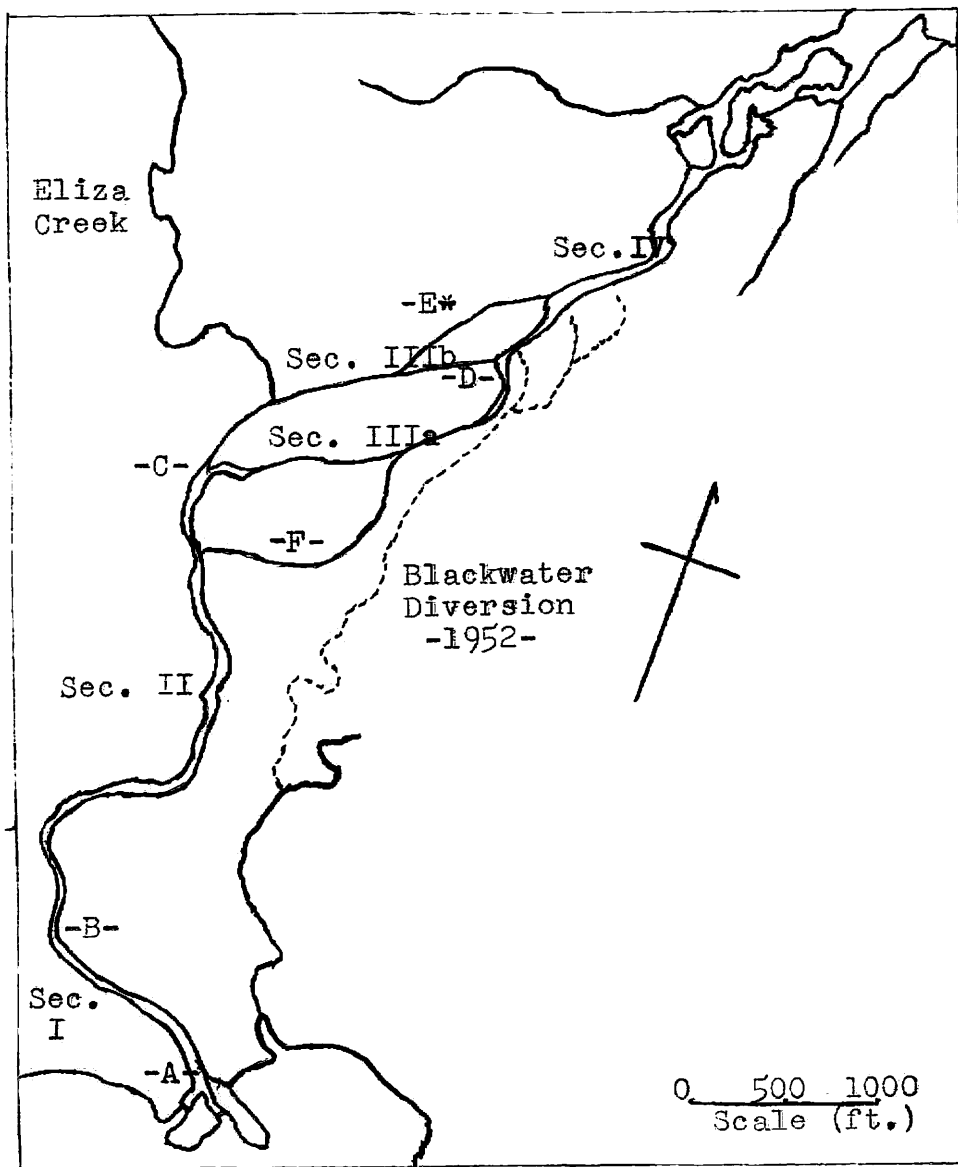 Eliza
Creek
Sec. IV
-E*
Sec. IIIb
-D-
Sec. IIIa
-C-
-F-
Blackwater
Diversion
-1952-
Sec. II
-B-
Sec.
I
-A-
0 500 1000
Scale (ft.)